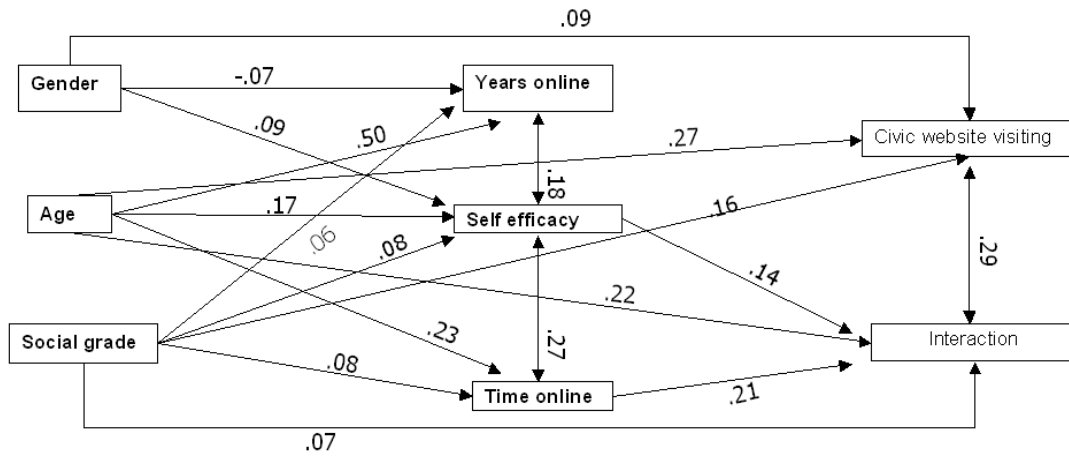 .09
Gender
-.07
Years online
.09
.50
.27
Civic website visiting
.18
Age
.17
Self efficacy
.16
.06
.08
.14
.29
.22
Social grade
.23
.27
Interaction
.08
Time online
.21
.07